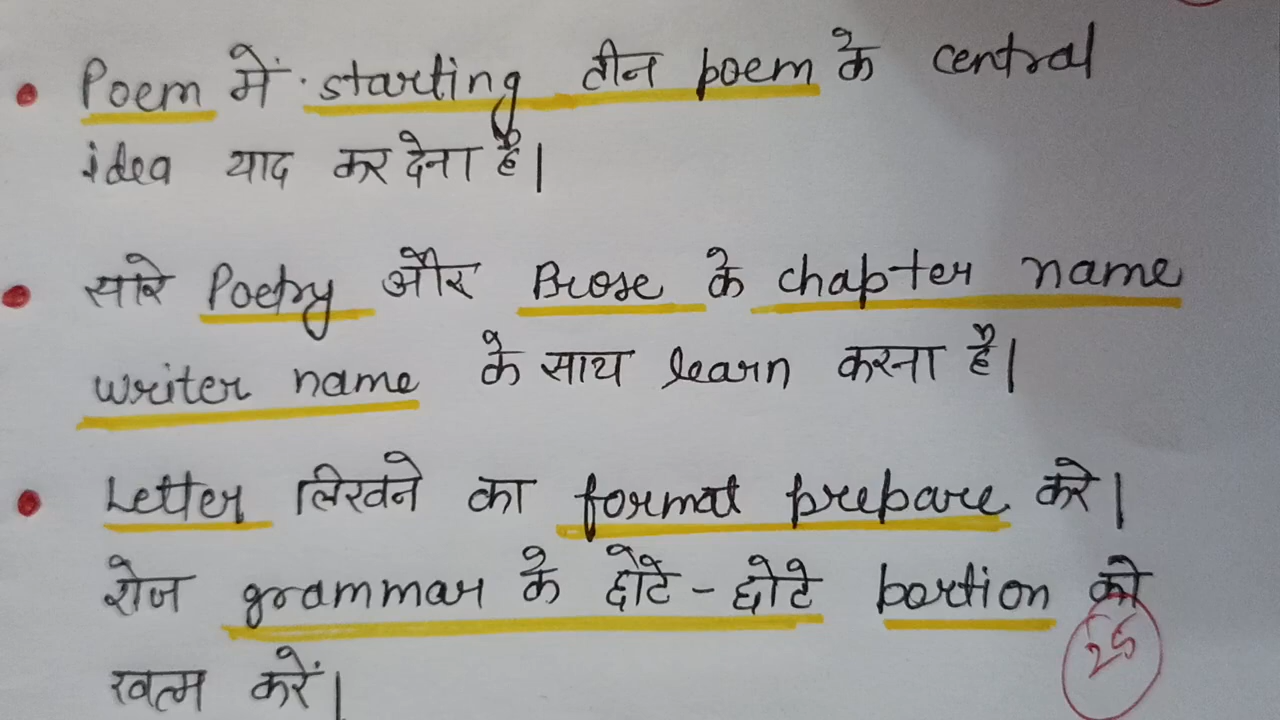 • Poem में starting तीन poem के central
idea याद कर देना है।
• सारे Poetry और Prose के chapter name
writer name के साथ learn करना है।
• Letter लिखने का format prepare करे।
रोज grammar के छोटे - छोटे portion को
खत्म करें।
25